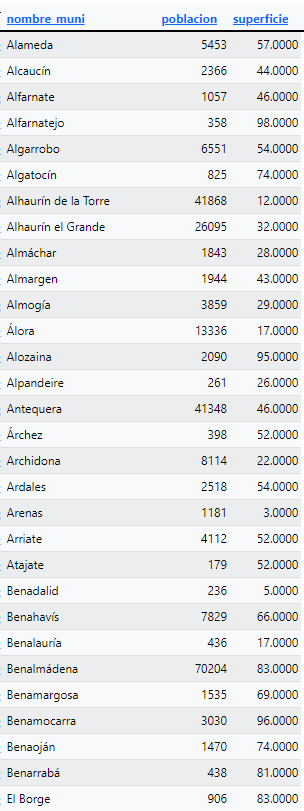 nombre_muni poblacion superficie
Alameda 5453 57.0000
Alcaucín 2366 44.0000
Alfarnate 1057 46.0000
Alfarnatejo 358 98.0000
Algarrobo 6551 54.0000
Algatocín 825 74.0000
Alhaurín de la Torre 41868 12.0000
Alhaurín el Grande 26095 32.0000
Almáchar 1843 28.0000
Almargen 1944 43.0000
Almogía 3859 29.0000
Álora 13336 17.0000
Alozaina 2090 95.0000
Alpandeire 261 26.0000
Antequera 41348 46.0000
Árchez 398 52.0000
Archidona 8114 22.0000
Ardales 2518 54.0000
Arenas 1181 3.0000
Arriate 4112 52.0000
Atajate 179 52.0000
Benadalid 236 5.0000
Benahavís 7829 66.0000
Benalauría 436 17.0000
Benalmádena 70204 83.0000
Benamargosa 1535 69.0000
Benamocarra 3030 96.0000
Benaoján 1470 74.0000
Benarrabá 438 81.0000
El Borge 906 83.0000